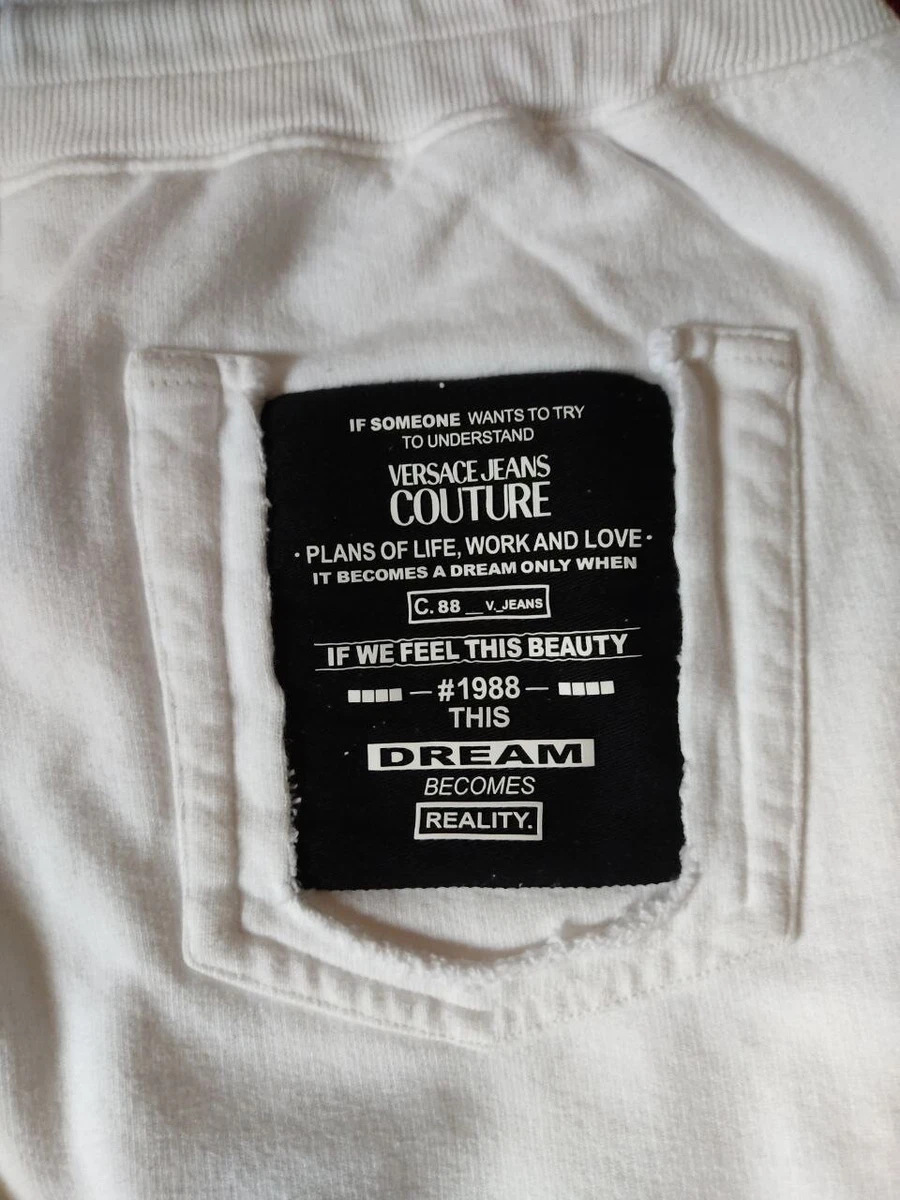 IF SOMEONE WANTS TO TRY
TO UNDERSTAND
VERSACE JEANS
COUTURE
• PLANS OF LIFE, WORK AND LOVE •
IT BECOMES A DREAM ONLY WHEN
C. 88 __ V._JEANS
IF WE FEEL THIS BEAUTY
— #1988 —
THIS
DREAM
BECOMES
REALITY.